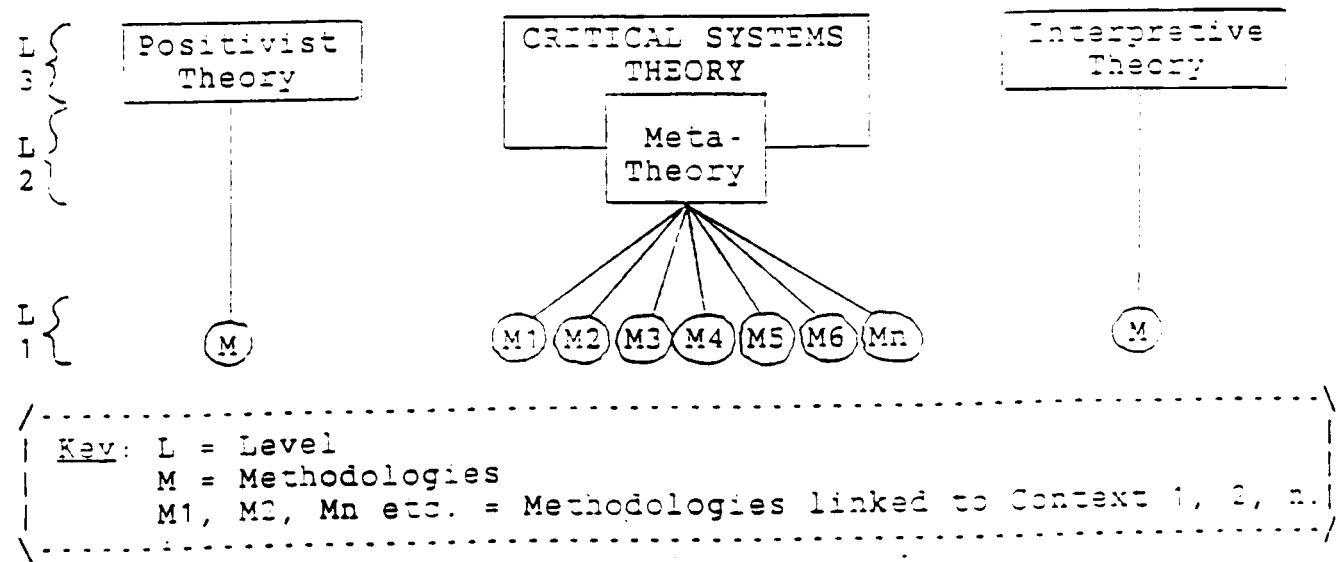 L
3
Positivist
Theory
CRITICAL SYSTEMS
THEORY
Interpretive
Theory
L
2
Meta-
Theory
L
1
M
M1 M2 M3 M4 M5 M6 Mn
M
Key: L = Level
M = Methodologies
M1, M2, Mn etc. = Methodologies linked to Context 1, 2, n.